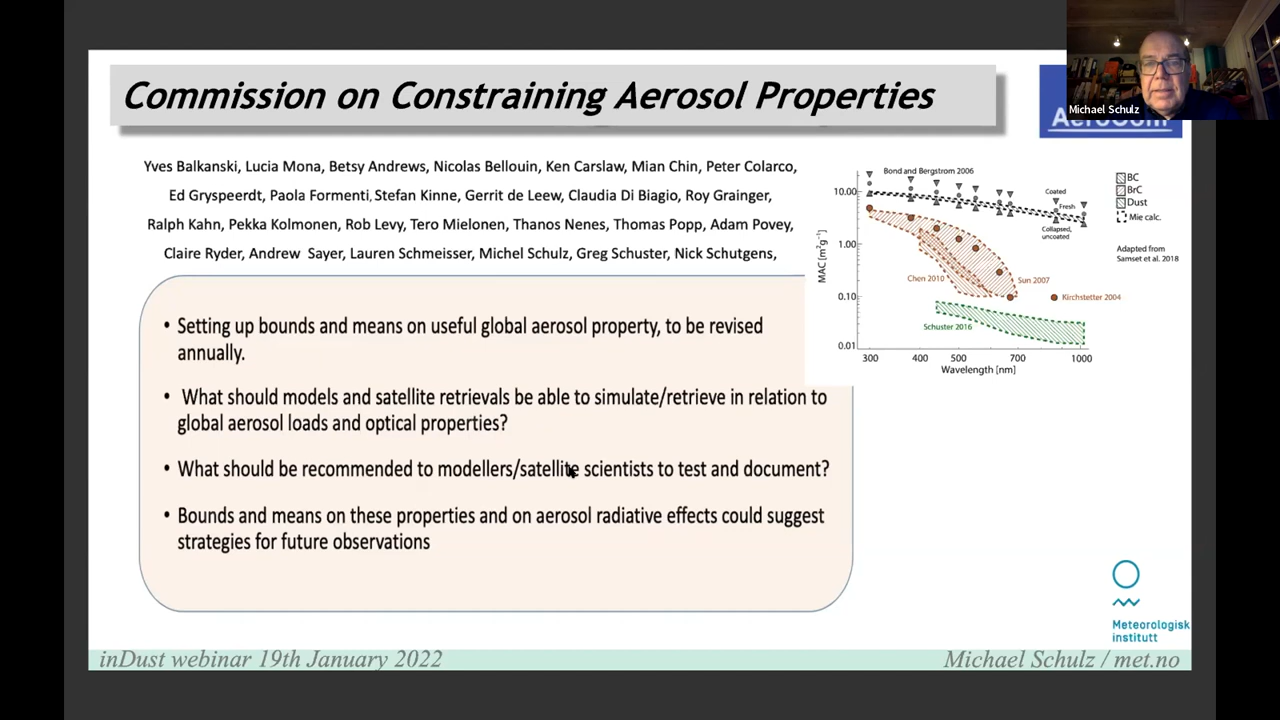 Commission on Constraining Aerosol Properties
Michael Schulz
AeroCom
Yves Balkanski, Lucia Mona, Betsy Andrews, Nicolas Bellouin, Ken Carslaw, Mian Chin, Peter Colarco,
Ed Gryspeerdt, Paola Formenti, Stefan Kinne, Gerrit de Leew, Claudia Di Biagio, Roy Grainger,
Ralph Kahn, Pekka Kolmonen, Rob Levy, Tero Mielonen, Thanos Nenes, Thomas Popp, Adam Povey,
Claire Ryder, Andrew Sayer, Lauren Schmeisser, Michel Schulz, Greg Schuster, Nick Schutgens,
• Setting up bounds and means on useful global aerosol property, to be revised
annually.
• What should models and satellite retrievals be able to simulate/retrieve in relation to
global aerosol loads and optical properties?
• What should be recommended to modellers/satellite scientists to test and document?
• Bounds and means on these properties and on aerosol radiative effects could suggest
strategies for future observations
Bond and Bergstrom 2006
Coated
Fresh
Collapsed,
uncoated
10.00
1.00
0.10
0.01
MAC [m²g⁻¹]
Chen 2010
Sun 2007
Kirchstetter 2004
Schuster 2016
300 400 500 700 1000
Wavelength [nm]
BC
BrC
Dust
Mie calc.
Adapted from
Samset et al. 2018
Meteorologisk
institutt
inDust webinar 19th January 2022
Michael Schulz / met.no